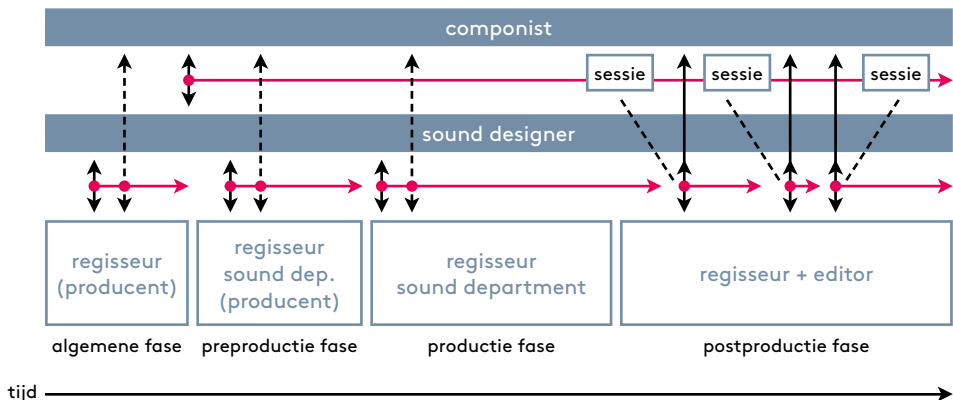 componist
sessie
sessie
sessie
sound designer
regisseur
(producent)
regisseur
sound dep.
(producent)
regisseur
sound department
regisseur + editor
algemene fase
preproductie fase
productie fase
postproductie fase
tijd